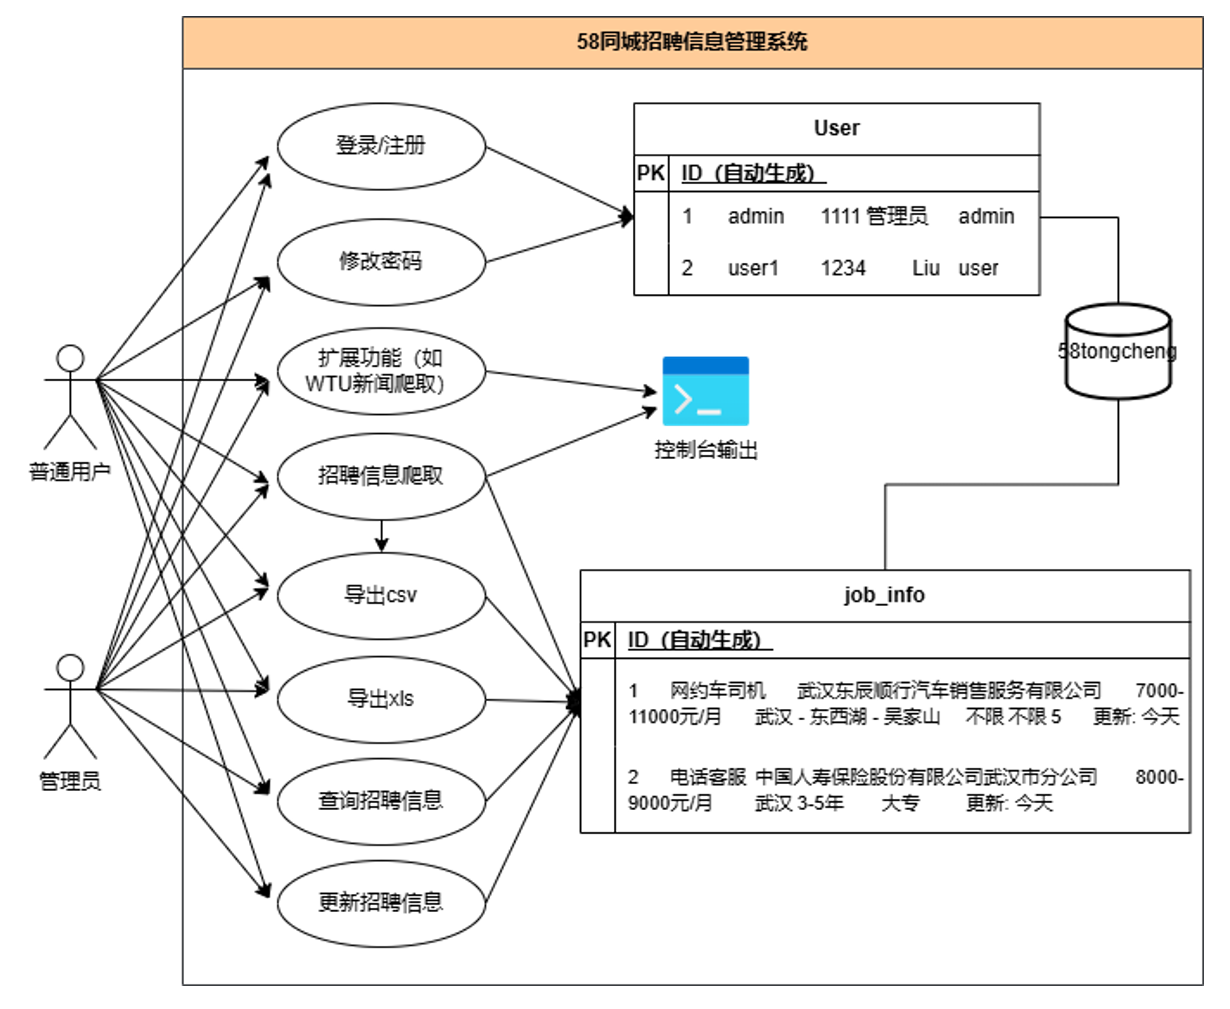 58同城招聘信息管理系统
登录/注册
修改密码
扩展功能（如
WTU新闻爬取）
招聘信息爬取
导出csv
导出xls
查询招聘信息
更新招聘信息
普通用户
管理员
User
PK ID（自动生成）
1 admin 1111 管理员 admin
2 user1 1234 Liu user
58tongcheng
控制台输出
job_info
PK ID（自动生成）
1 网约车司机 武汉东辰顺行汽车销售服务有限公司 7000-
11000元/月 武汉 - 东西湖 - 吴家山 不限 不限 5 更新: 今天
2 电话客服 中国人寿保险股份有限公司武汉市分公司 8000-
9000元/月 武汉 3-5年 大专 更新: 今天